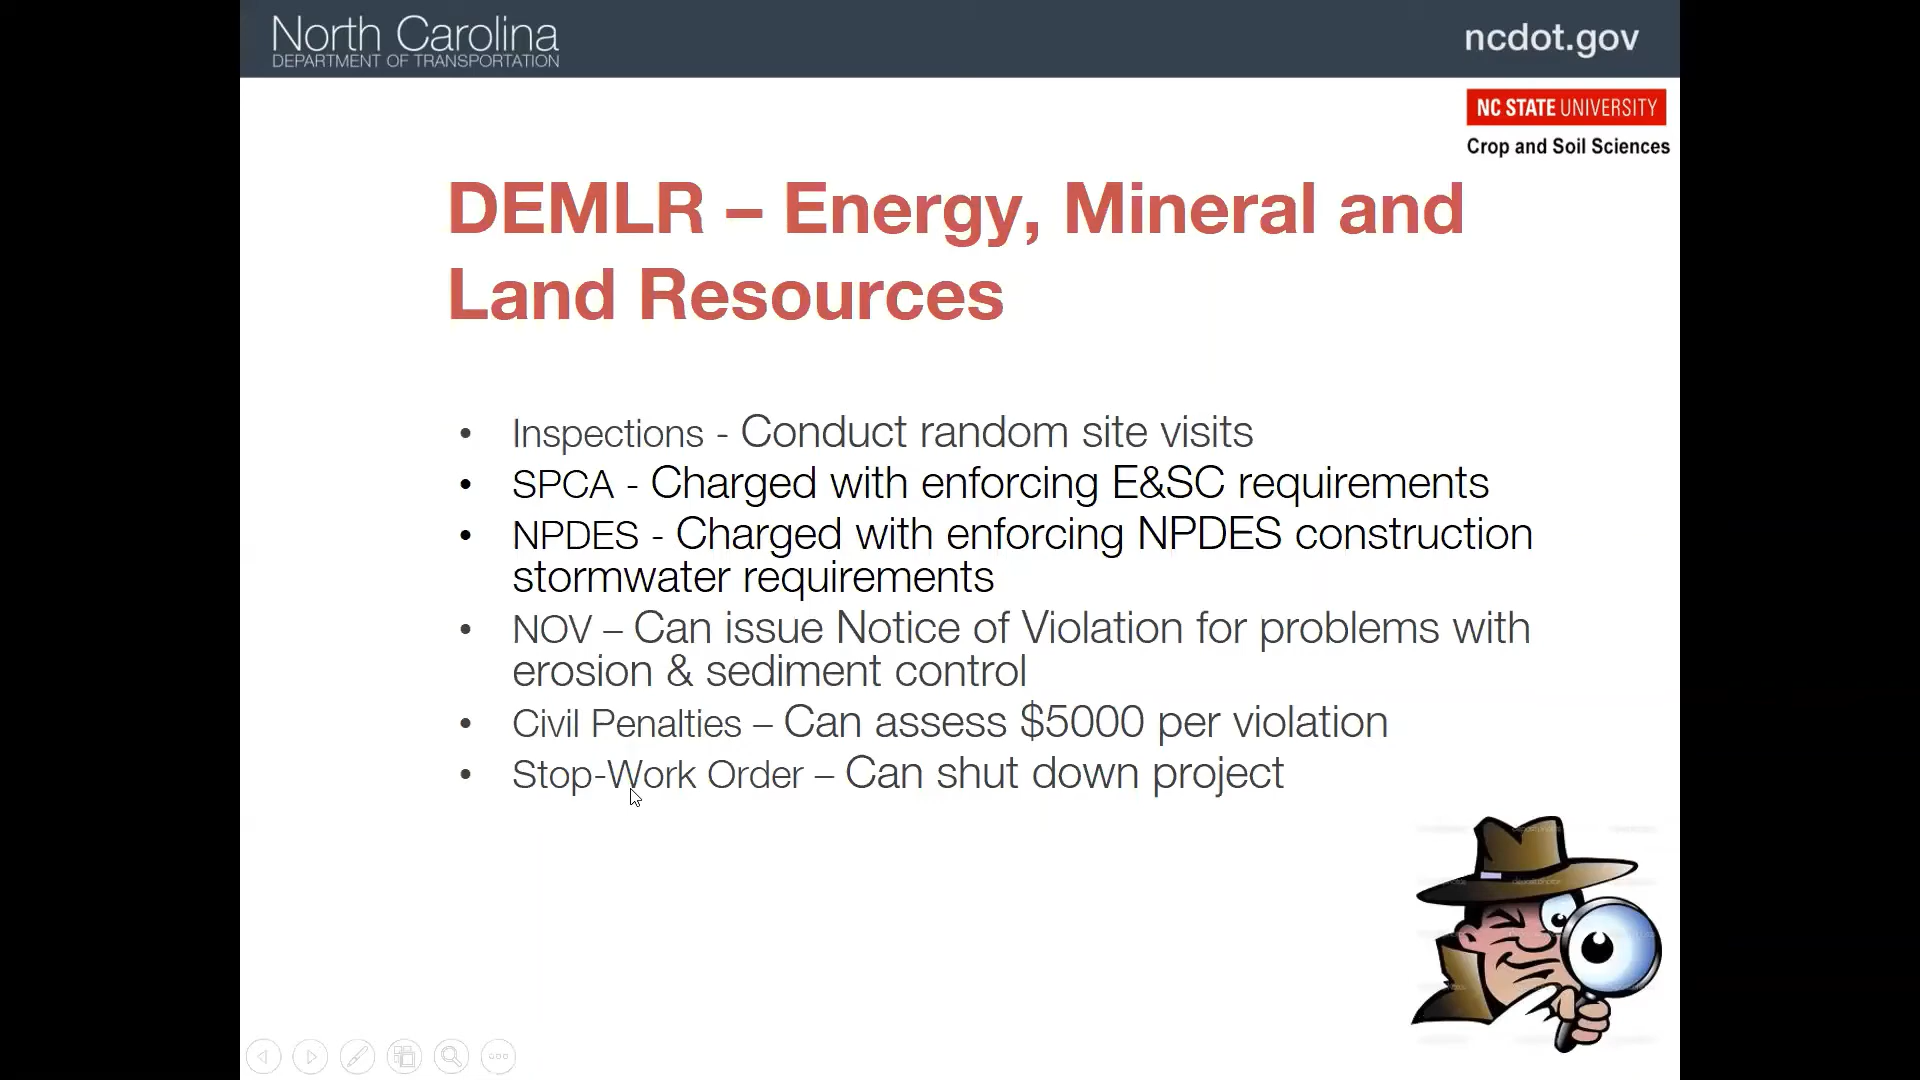 North Carolina
DEPARTMENT OF TRANSPORTATION
ncdot.gov
NC STATE UNIVERSITY
Crop and Soil Sciences
DEMLR – Energy, Mineral and
Land Resources
• Inspections - Conduct random site visits
• SPCA - Charged with enforcing E&SC requirements
• NPDES - Charged with enforcing NPDES construction
stormwater requirements
• NOV – Can issue Notice of Violation for problems with
erosion & sediment control
• Civil Penalties – Can assess $5000 per violation
• Stop-Work Order – Can shut down project